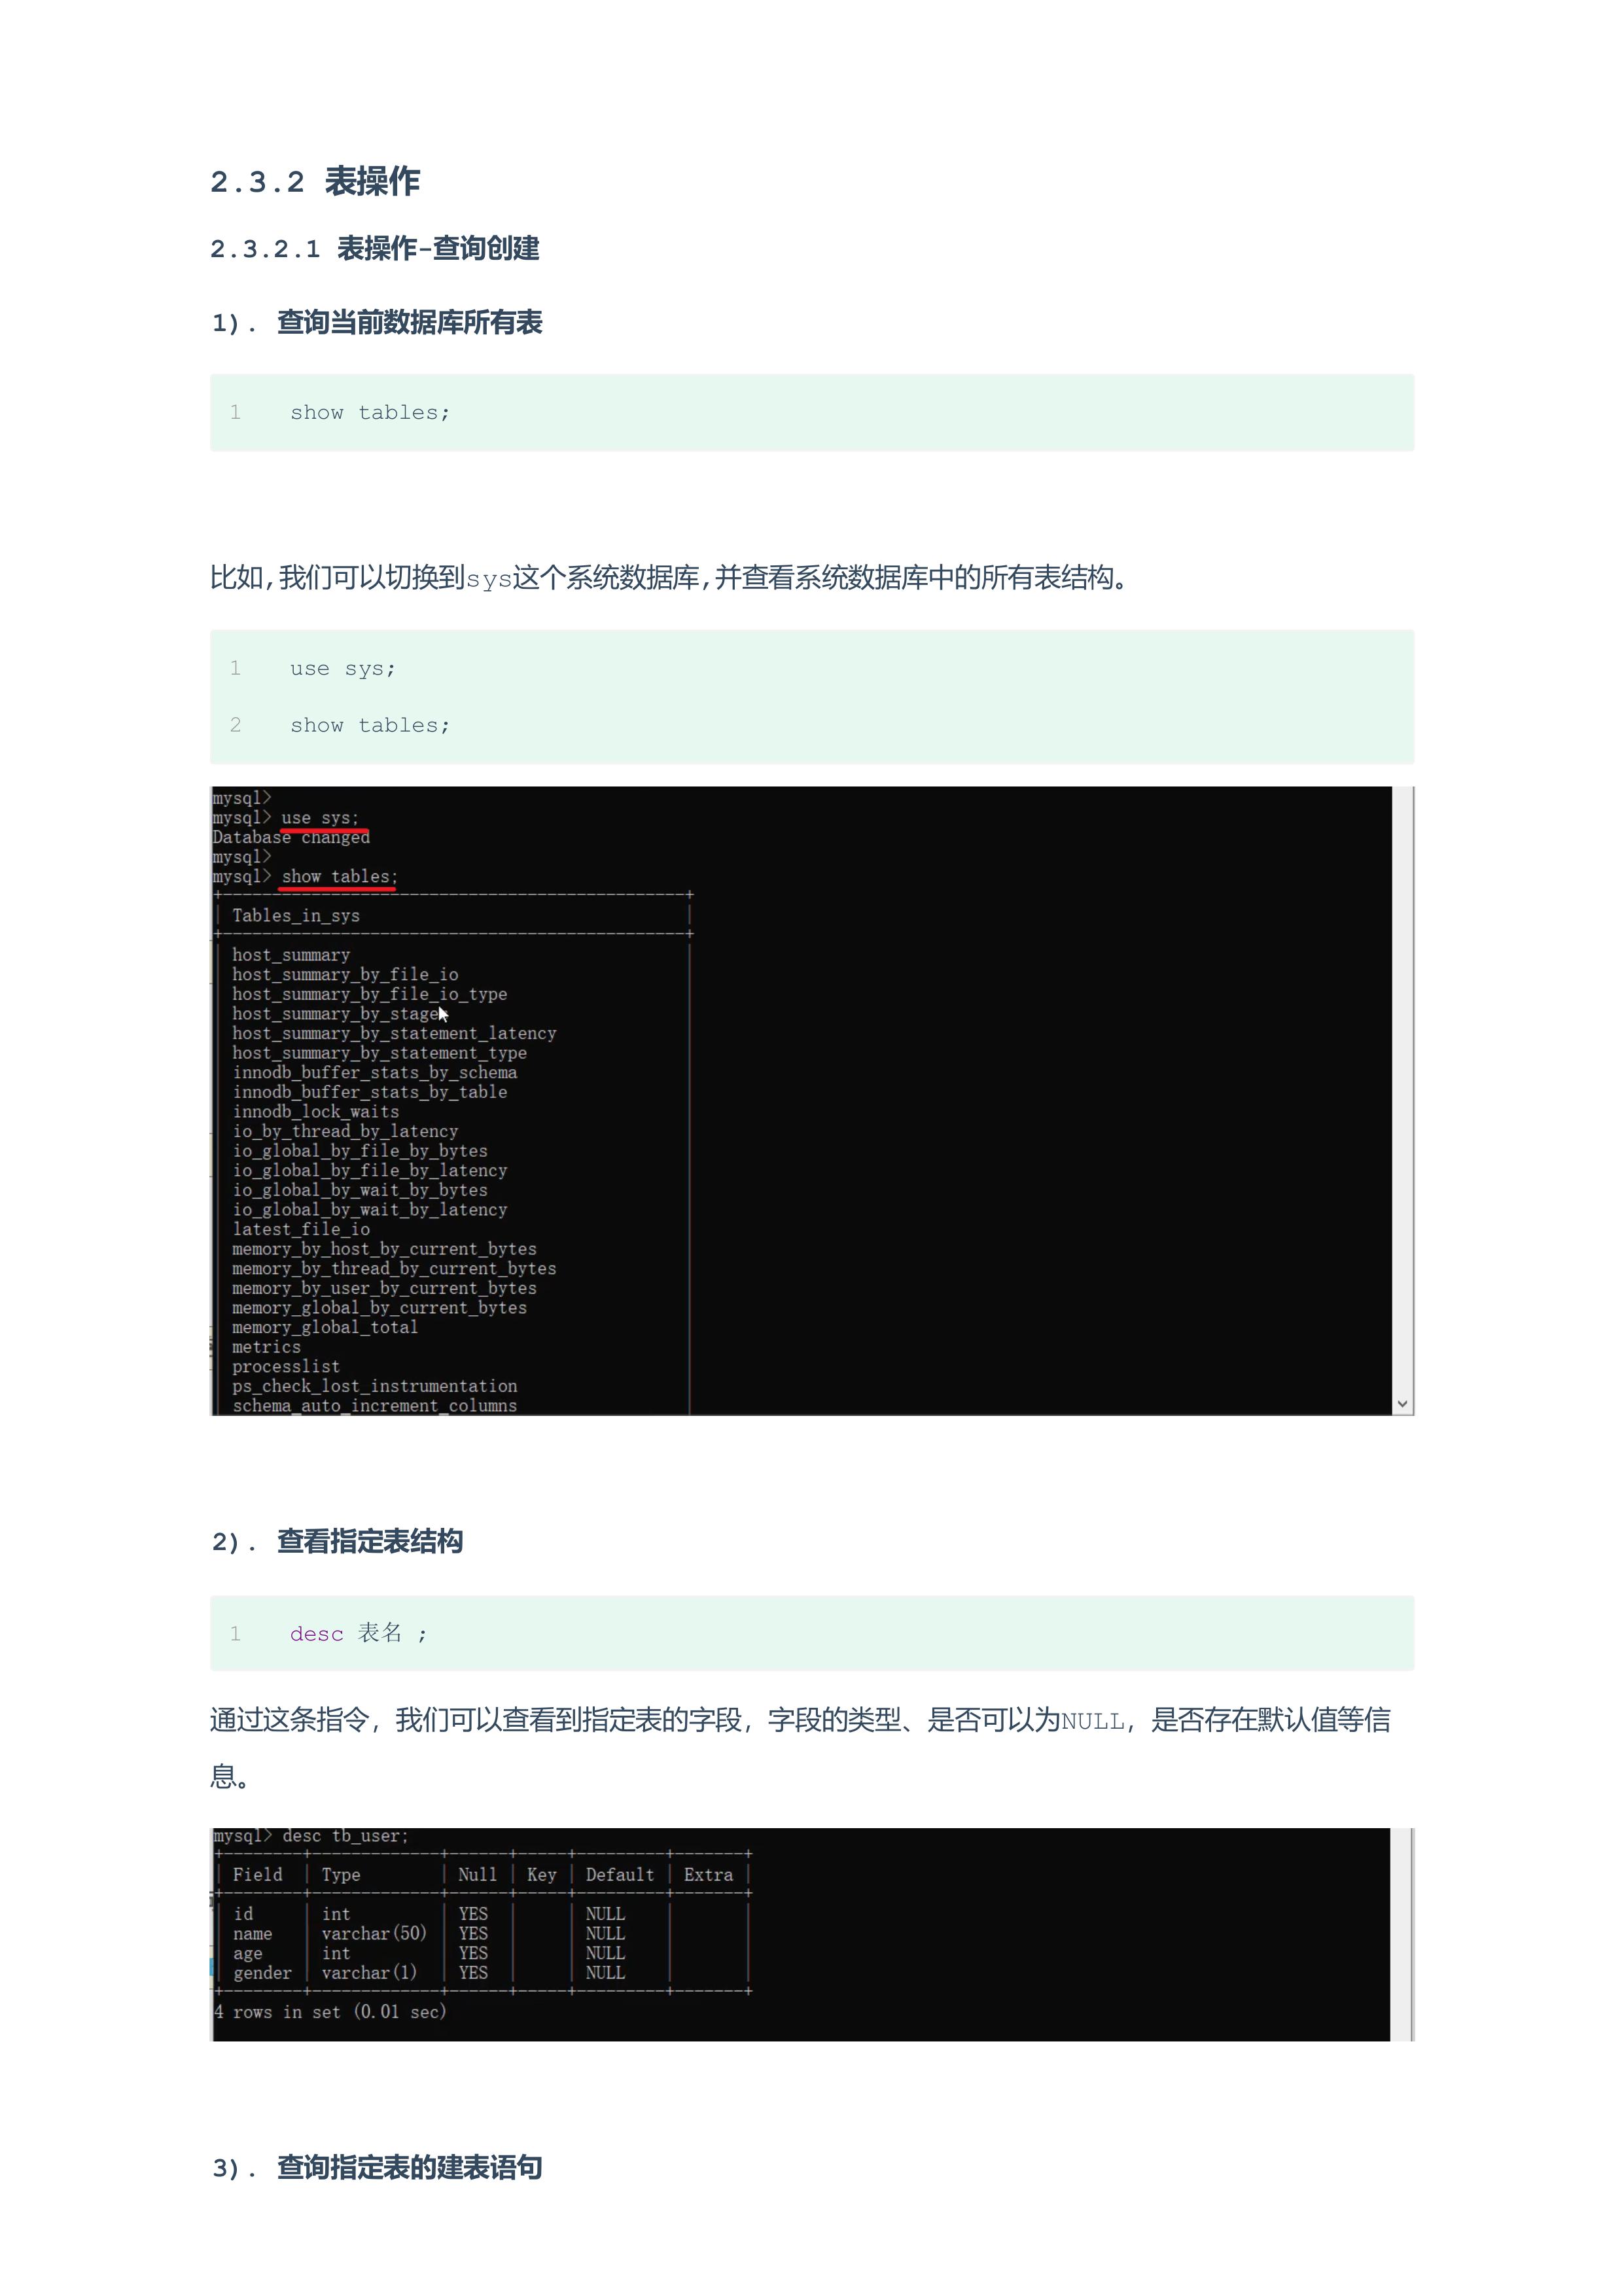 2.3.2 表操作
2.3.2.1 表操作-查询创建
1). 查询当前数据库所有表
1 show tables;
比如,我们可以切换到sys这个系统数据库,并查看系统数据库中的所有表结构。
1 use sys;
2 show tables;
mysql>
mysql> use sys;
Database changed
mysql>
mysql> show tables;
+-----------------------------------------------+
| Tables_in_sys |
+-----------------------------------------------+
| host_summary |
| host_summary_by_file_io |
| host_summary_by_file_io_type |
| host_summary_by_stages |
| host_summary_by_statement_latency |
| host_summary_by_statement_type |
| innodb_buffer_stats_by_schema |
| innodb_buffer_stats_by_table |
| innodb_lock_waits |
| io_by_thread_by_latency |
| io_global_by_file_by_bytes |
| io_global_by_file_by_latency |
| io_global_by_wait_by_bytes |
| io_global_by_wait_by_latency |
| latest_file_io |
| memory_by_host_by_current_bytes |
| memory_by_thread_by_current_bytes |
| memory_by_user_by_current_bytes |
| memory_global_by_current_bytes |
| memory_global_total |
| metrics |
| processlist |
| ps_check_lost_instrumentation |
| schema_auto_increment_columns |
2). 查看指定表结构
1 desc 表名 ;
通过这条指令，我们可以查看到指定表的字段，字段的类型、是否可以为NULL，是否存在默认值等信
息。
mysql> desc tb_user;
+--------+-------------+------+-----+---------+-------+
| Field | Type | Null | Key | Default | Extra |
+--------+-------------+------+-----+---------+-------+
| id | int | YES | | NULL | |
| name | varchar(50) | YES | | NULL | |
| age | int | YES | | NULL | |
| gender | varchar(1) | YES | | NULL | |
+--------+-------------+------+-----+---------+-------+
4 rows in set (0.01 sec)
3). 查询指定表的建表语句